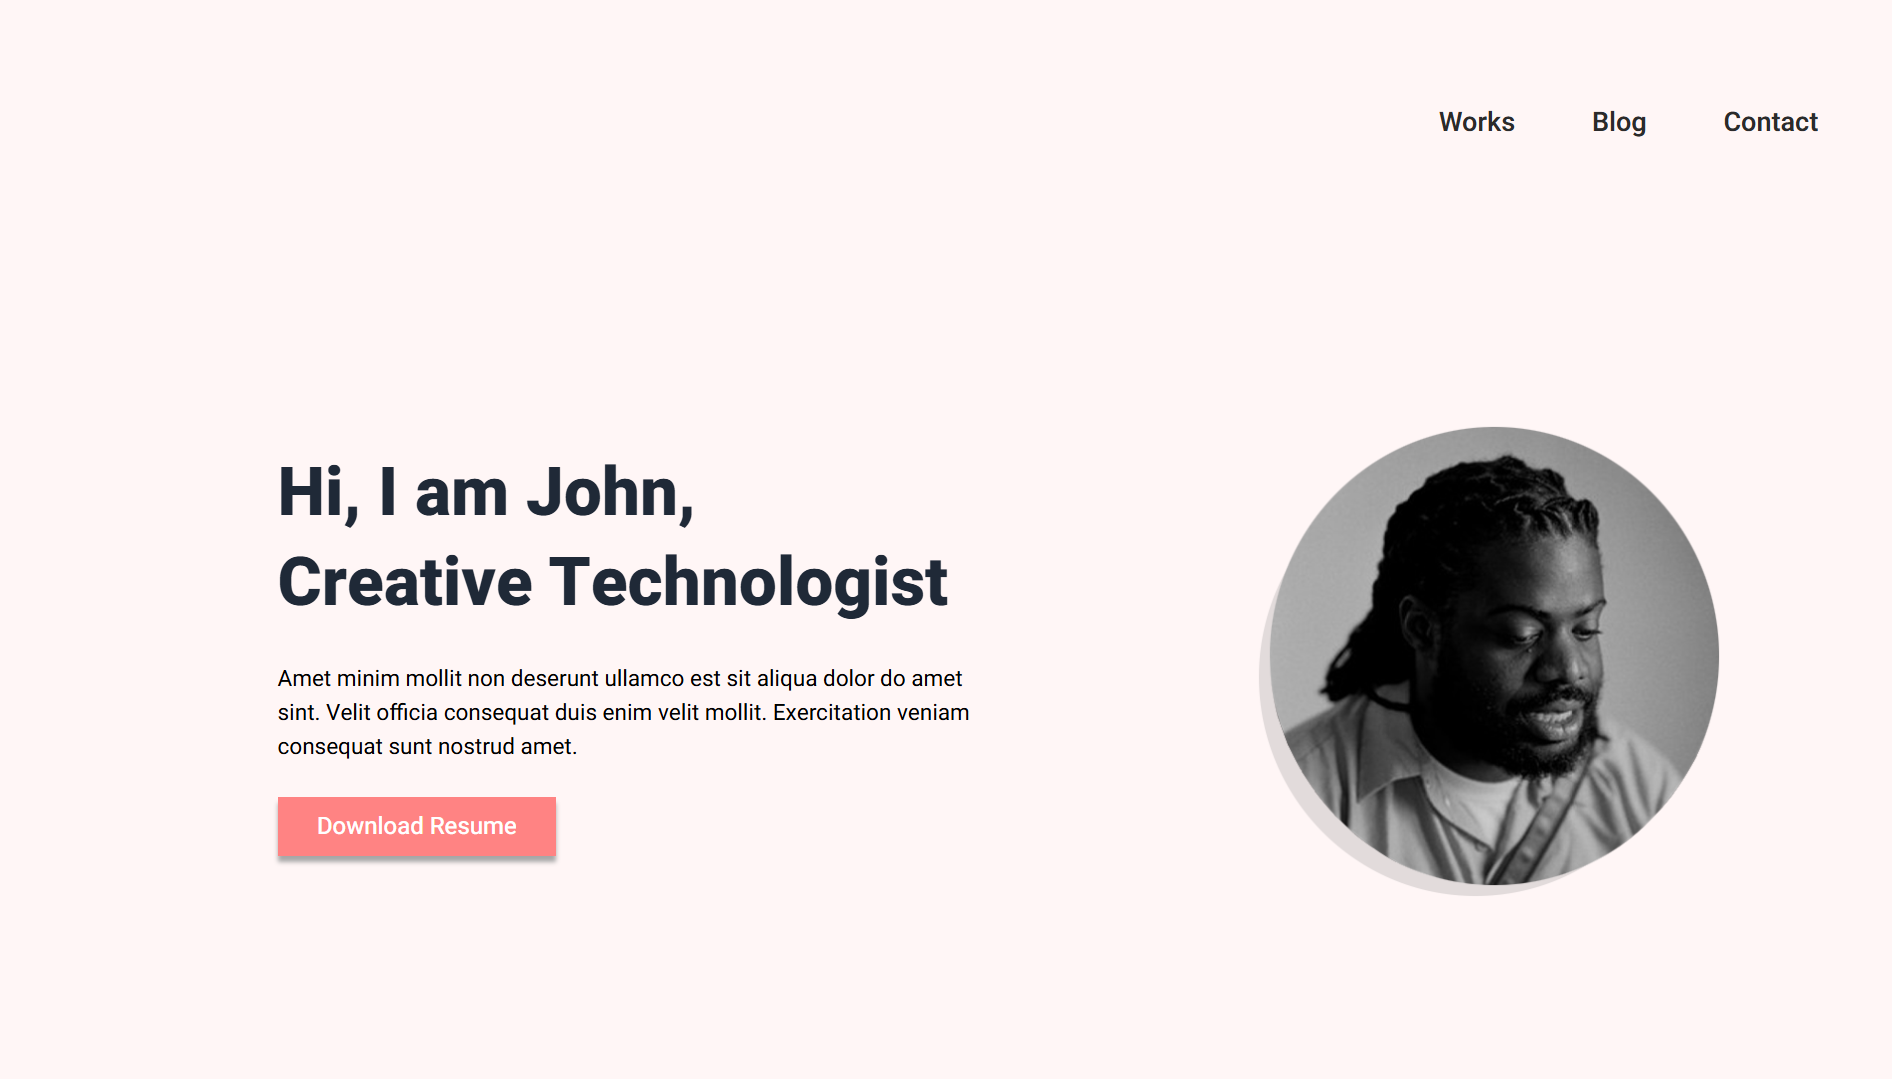 Works Blog Contact
Hi, I am John,
Creative Technologist
Amet minim mollit non deserunt ullamco est sit aliqua dolor do amet
sint. Velit officia consequat duis enim velit mollit. Exercitation veniam
consequat sunt nostrud amet.
Download Resume